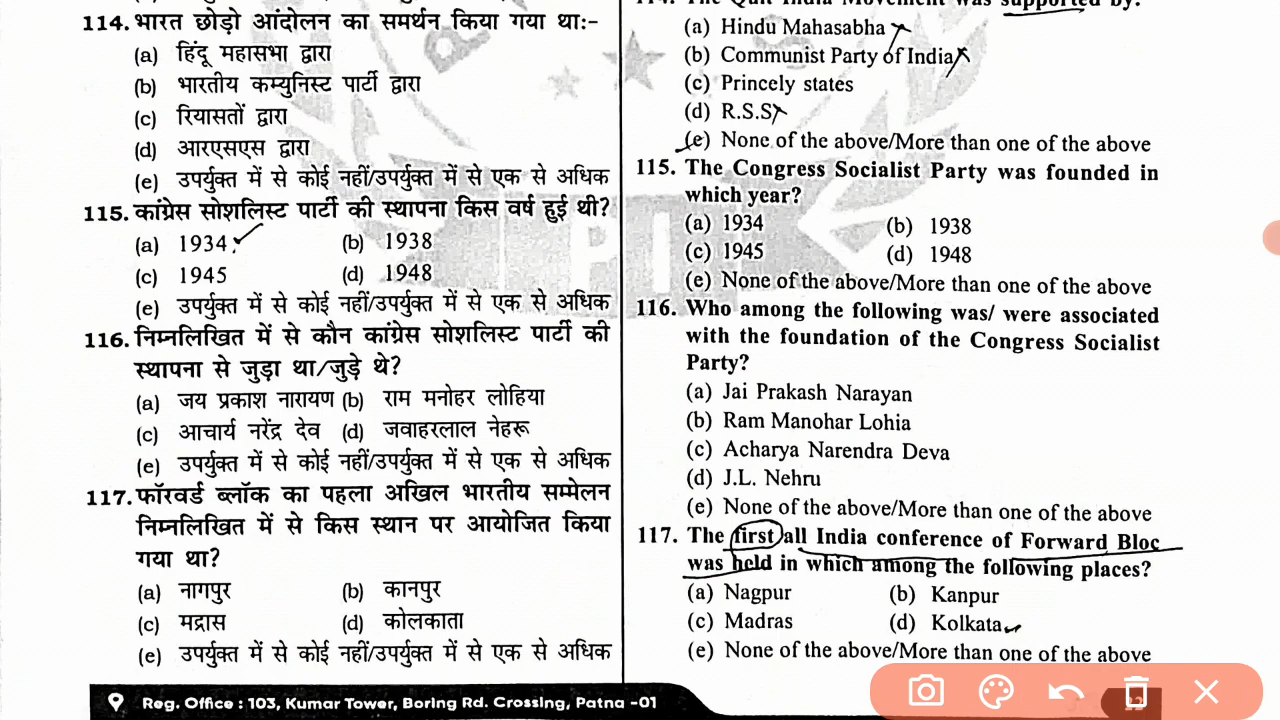 114. भारत छोड़ो आंदोलन का समर्थन किया गया था:-
(a) हिंदू महासभा द्वारा
(b) भारतीय कम्युनिस्ट पार्टी द्वारा
(c) रियासतों द्वारा
(d) आरएसएस द्वारा
(e) उपर्युक्त में से कोई नहीं/उपर्युक्त में से एक से अधिक
115. कांग्रेस सोशलिस्ट पार्टी की स्थापना किस वर्ष हुई थी?
(a) 1934 (b) 1938
(c) 1945 (d) 1948
(e) उपर्युक्त में से कोई नहीं/उपर्युक्त में से एक से अधिक
116. निम्नलिखित में से कौन कांग्रेस सोशलिस्ट पार्टी की
स्थापना से जुड़ा था/जुड़े थे?
(a) जय प्रकाश नारायण (b) राम मनोहर लोहिया
(c) आचार्य नरेंद्र देव (d) जवाहरलाल नेहरू
(e) उपर्युक्त में से कोई नहीं/उपर्युक्त में से एक से अधिक
117. फॉरवर्ड ब्लॉक का पहला अखिल भारतीय सम्मेलन
निम्नलिखित में से किस स्थान पर आयोजित किया
गया था?
(a) नागपुर (b) कानपुर
(c) मद्रास (d) कोलकाता
(e) उपर्युक्त में से कोई नहीं/उपर्युक्त में से एक से अधिक
114. The Quit India Movement was supported by:
(a) Hindu Mahasabha
(b) Communist Party of India
(c) Princely states
(d) R.S.S
(e) None of the above/More than one of the above
115. The Congress Socialist Party was founded in
which year?
(a) 1934 (b) 1938
(c) 1945 (d) 1948
(e) None of the above/More than one of the above
116. Who among the following was/ were associated
with the foundation of the Congress Socialist
Party?
(a) Jai Prakash Narayan
(b) Ram Manohar Lohia
(c) Acharya Narendra Deva
(d) J.L. Nehru
(e) None of the above/More than one of the above
117. The first all India conference of Forward Bloc
was held in which among the following places?
(a) Nagpur (b) Kanpur
(c) Madras (d) Kolkata
(e) None of the above/More than one of the above
Reg. Office : 103, Kumar Tower, Boring Rd. Crossing, Patna -01